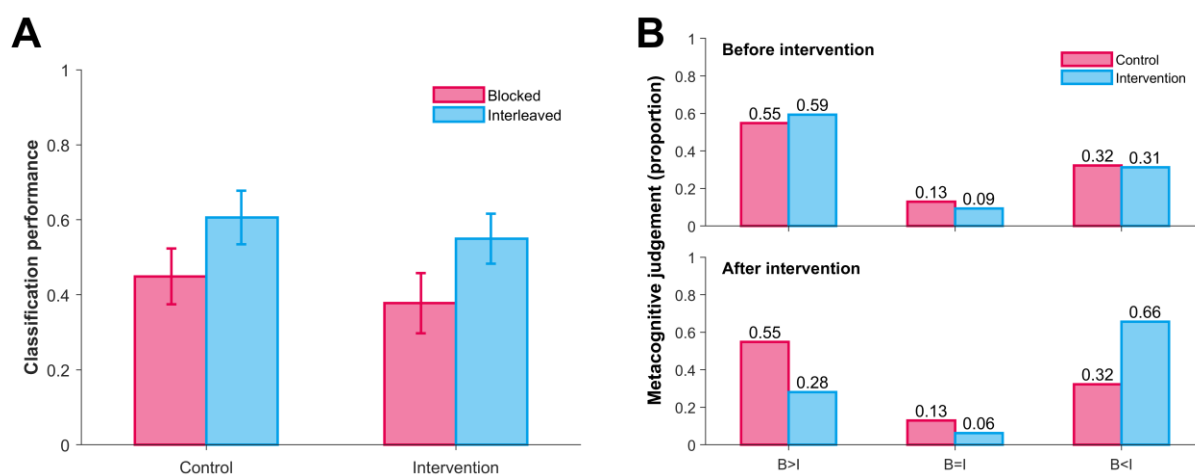 A
Classification performance
1
0.8
0.6
0.4
0.2
0
Blocked
Interleaved
Control
Intervention
B
Metacognitive judgement (proportion)
Before intervention
Control
Intervention
1
0.8
0.6
0.4
0.2
0
0.55
0.59
0.13
0.09
0.32
0.31
After intervention
1
0.8
0.6
0.4
0.2
0
0.55
0.28
0.13
0.06
0.32
0.66
B>I
B=I
B<I